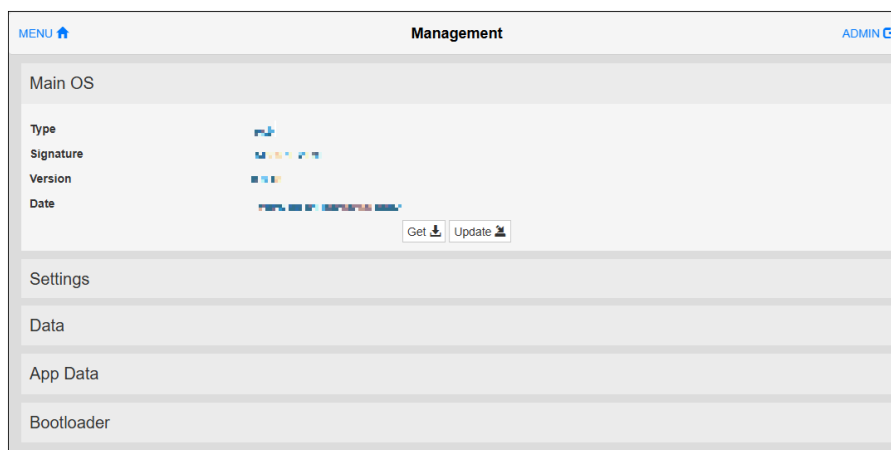 MENU Management ADMIN
Main OS
Type
Signature
Version
Date
Get Update
Settings
Data
App Data
Bootloader